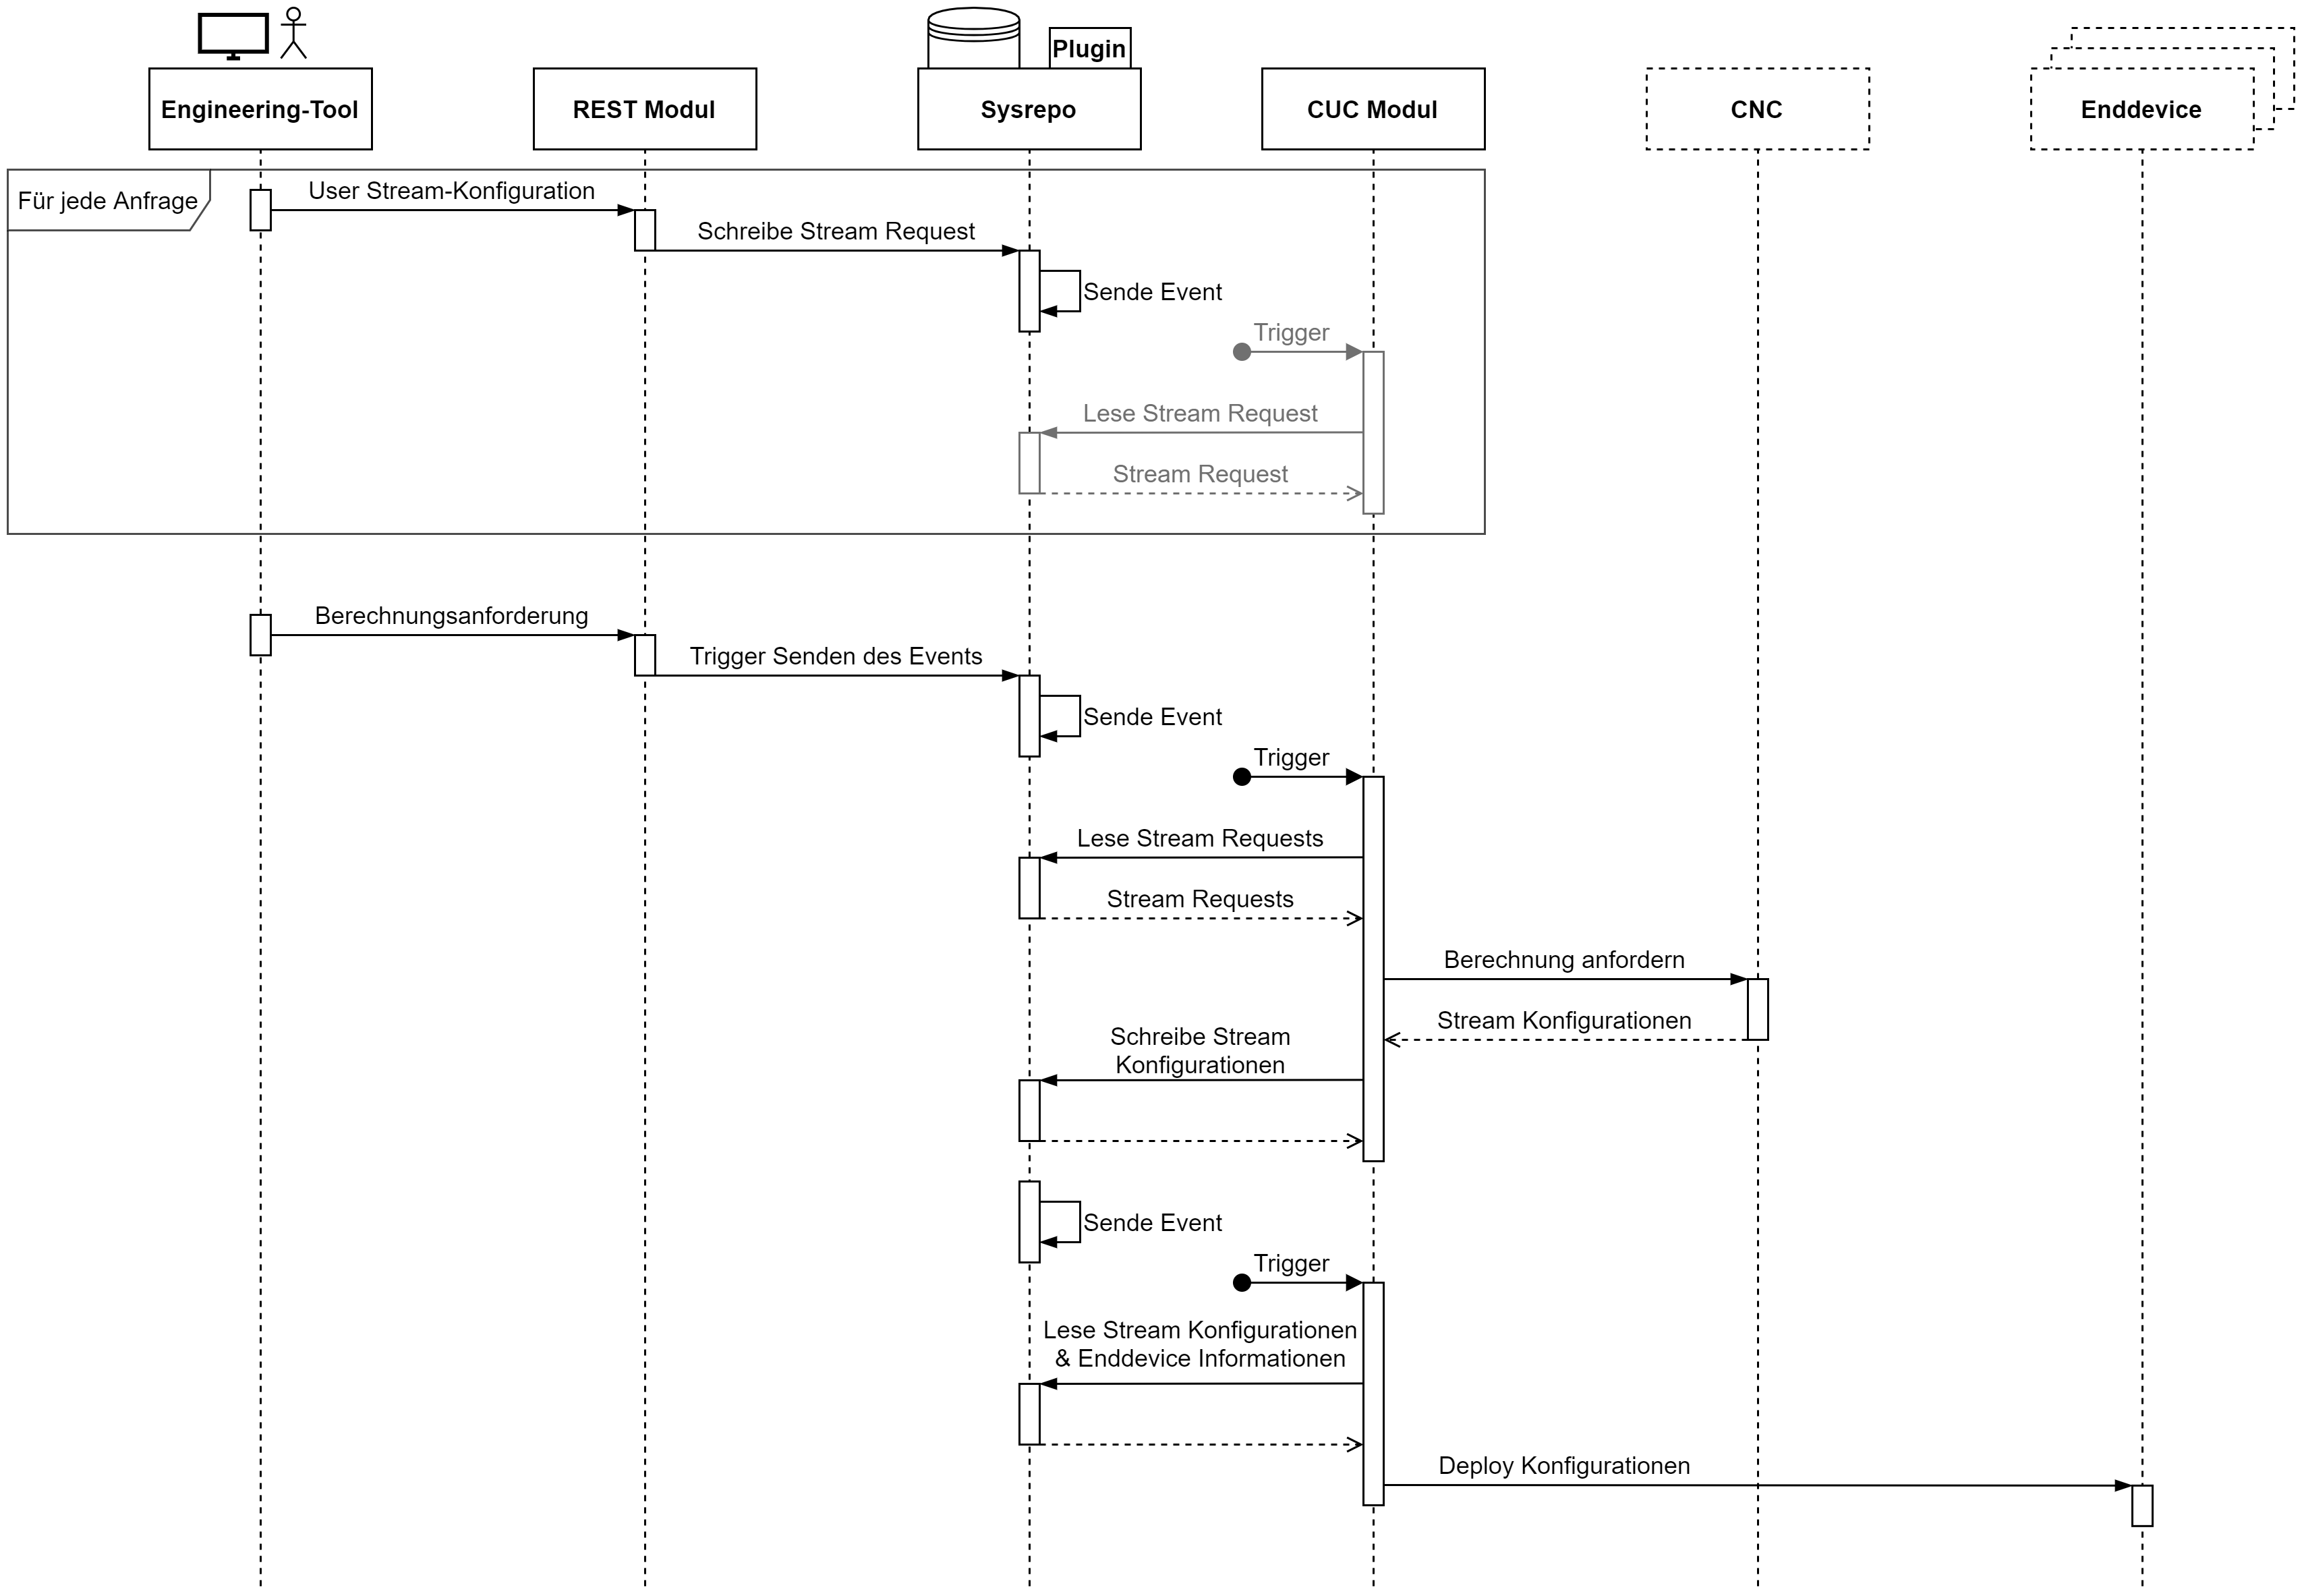 Plugin
Engineering-Tool
REST Modul
Sysrepo
CUC Modul
CNC
Enddevice
Für jede Anfrage
User Stream-Konfiguration
Schreibe Stream Request
Sende Event
Trigger
Lese Stream Request
Stream Request
Berechnungsanforderung
Trigger Senden des Events
Sende Event
Trigger
Lese Stream Requests
Stream Requests
Berechnung anfordern
Stream Konfigurationen
Schreibe Stream
Konfigurationen
Sende Event
Trigger
Lese Stream Konfigurationen
& Enddevice Informationen
Deploy Konfigurationen